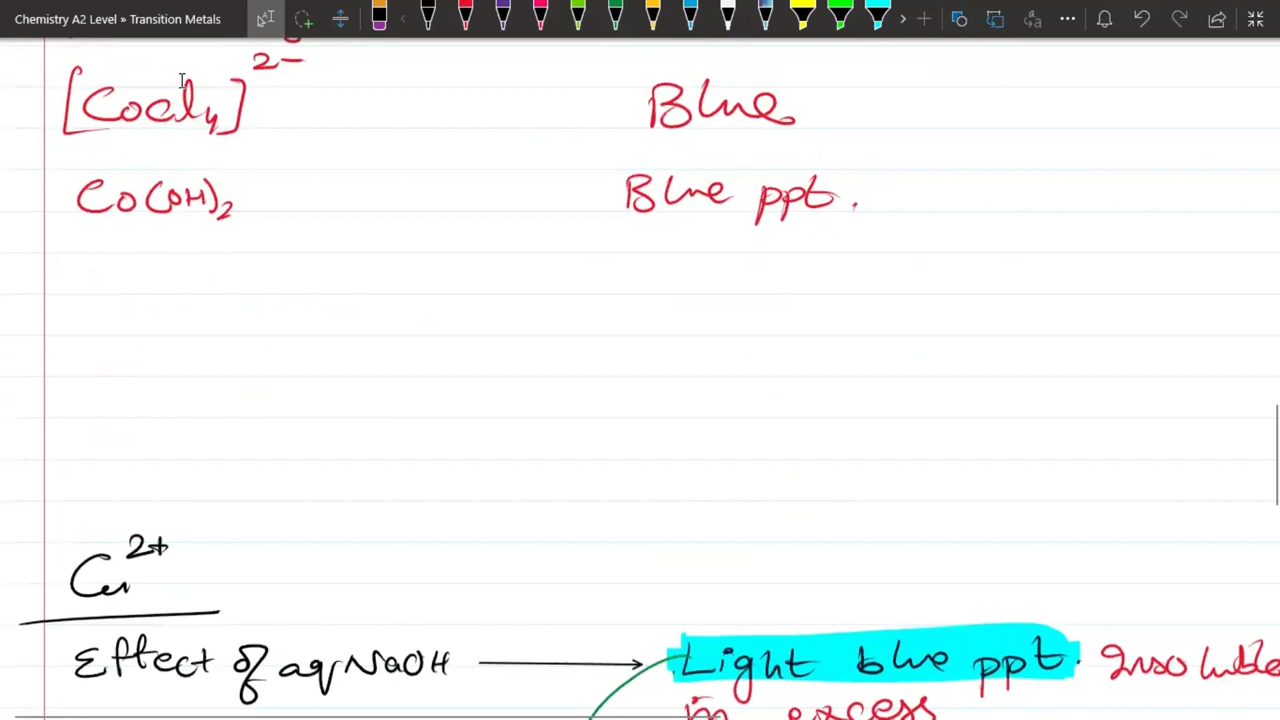 Chemistry A2 Level » Transition Metals
[CoCl4]2- Blue
Co(OH)2 Blue ppt.
Cu2+
Effect of aq NaOH → Light blue ppt. Insoluble
in excess